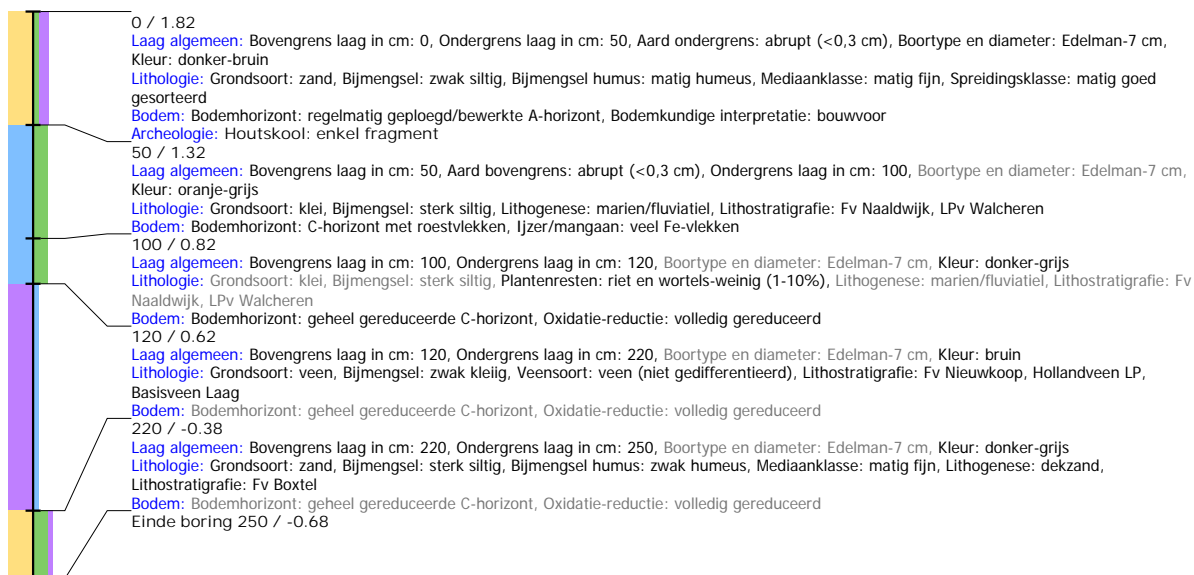 0 / 1.82
Laag algemeen: Bovengrens laag in cm: 0, Ondergrens laag in cm: 50, Aard ondergrens: abrupt (<0,3 cm), Boortype en diameter: Edelman-7 cm,
Kleur: donker-bruin
Lithologie: Grondsoort: zand, Bijmengsel: zwak siltig, Bijmengsel humus: matig humeus, Mediaanklasse: matig fijn, Spreidingsklasse: matig goed
gesorteerd
Bodem: Bodemhorizont: regelmatig geploegd/bewerkte A-horizont, Bodemkundige interpretatie: bouwvoor
Archeologie: Houtskool: enkel fragment
50 / 1.32
Laag algemeen: Bovengrens laag in cm: 50, Aard bovengrens: abrupt (<0,3 cm), Ondergrens laag in cm: 100, Boortype en diameter: Edelman-7 cm,
Kleur: oranje-grijs
Lithologie: Grondsoort: klei, Bijmengsel: sterk siltig, Lithogenese: marien/fluviatiel, Lithostratigrafie: Fv Naaldwijk, LPv Walcheren
Bodem: Bodemhorizont: C-horizont met roestvlekken, Ijzer/mangaan: veel Fe-vlekken
100 / 0.82
Laag algemeen: Bovengrens laag in cm: 100, Ondergrens laag in cm: 120, Boortype en diameter: Edelman-7 cm, Kleur: donker-grijs
Lithologie: Grondsoort: klei, Bijmengsel: sterk siltig, Plantenresten: riet en wortels-weinig (1-10%), Lithogenese: marien/fluviatiel, Lithostratigrafie: Fv
Naaldwijk, LPv Walcheren
Bodem: Bodemhorizont: geheel gereduceerde C-horizont, Oxidatie-reductie: volledig gereduceerd
120 / 0.62
Laag algemeen: Bovengrens laag in cm: 120, Ondergrens laag in cm: 220, Boortype en diameter: Edelman-7 cm, Kleur: bruin
Lithologie: Grondsoort: veen, Bijmengsel: zwak kleiig, Veensoort: veen (niet gedifferentieerd), Lithostratigrafie: Fv Nieuwkoop, Hollandveen LP,
Basisveen Laag
Bodem: Bodemhorizont: geheel gereduceerde C-horizont, Oxidatie-reductie: volledig gereduceerd
220 / -0.38
Laag algemeen: Bovengrens laag in cm: 220, Ondergrens laag in cm: 250, Boortype en diameter: Edelman-7 cm, Kleur: donker-grijs
Lithologie: Grondsoort: zand, Bijmengsel: sterk siltig, Bijmengsel humus: zwak humeus, Mediaanklasse: matig fijn, Lithogenese: dekzand,
Lithostratigrafie: Fv Boxtel
Bodem: Bodemhorizont: geheel gereduceerde C-horizont, Oxidatie-reductie: volledig gereduceerd
Einde boring 250 / -0.68